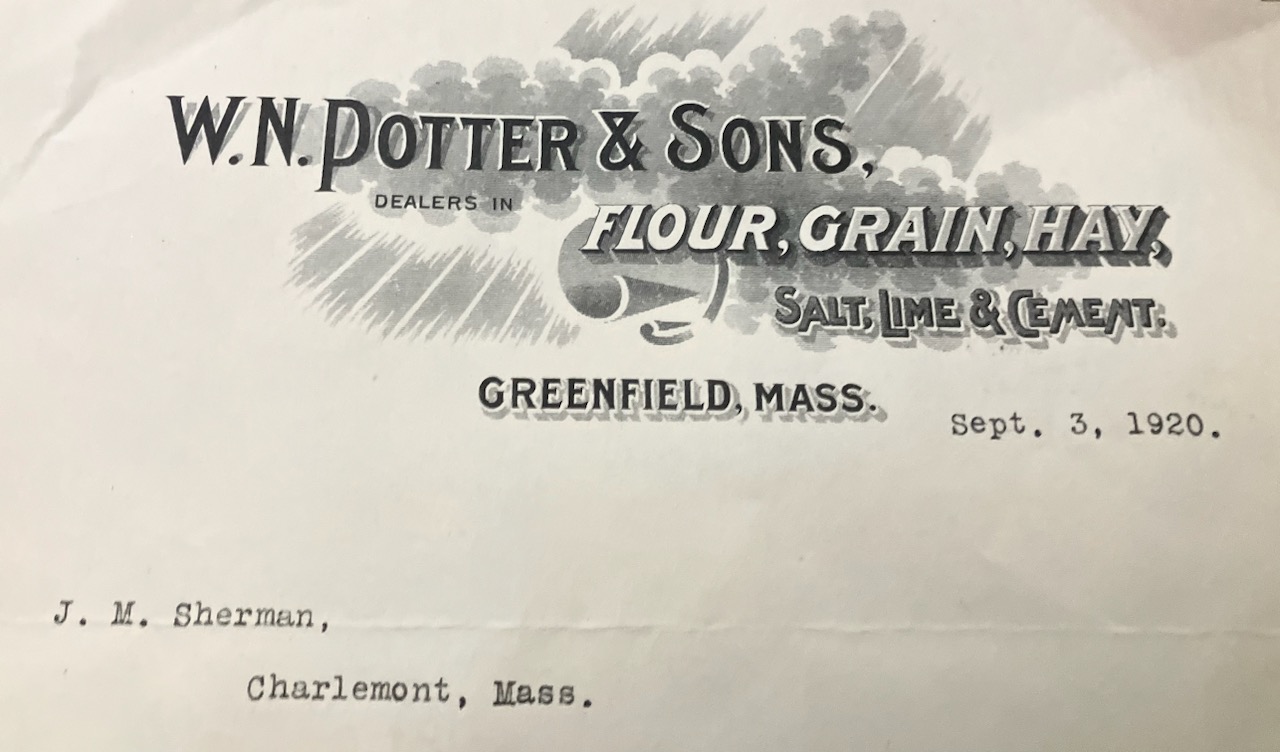 W.N. POTTER & SONS,
DEALERS IN
FLOUR, GRAIN, HAY,
SALT, LIME & CEMENT.
GREENFIELD, MASS.
Sept. 3, 1920.
J. M. Sherman,
Charlemont, Mass.